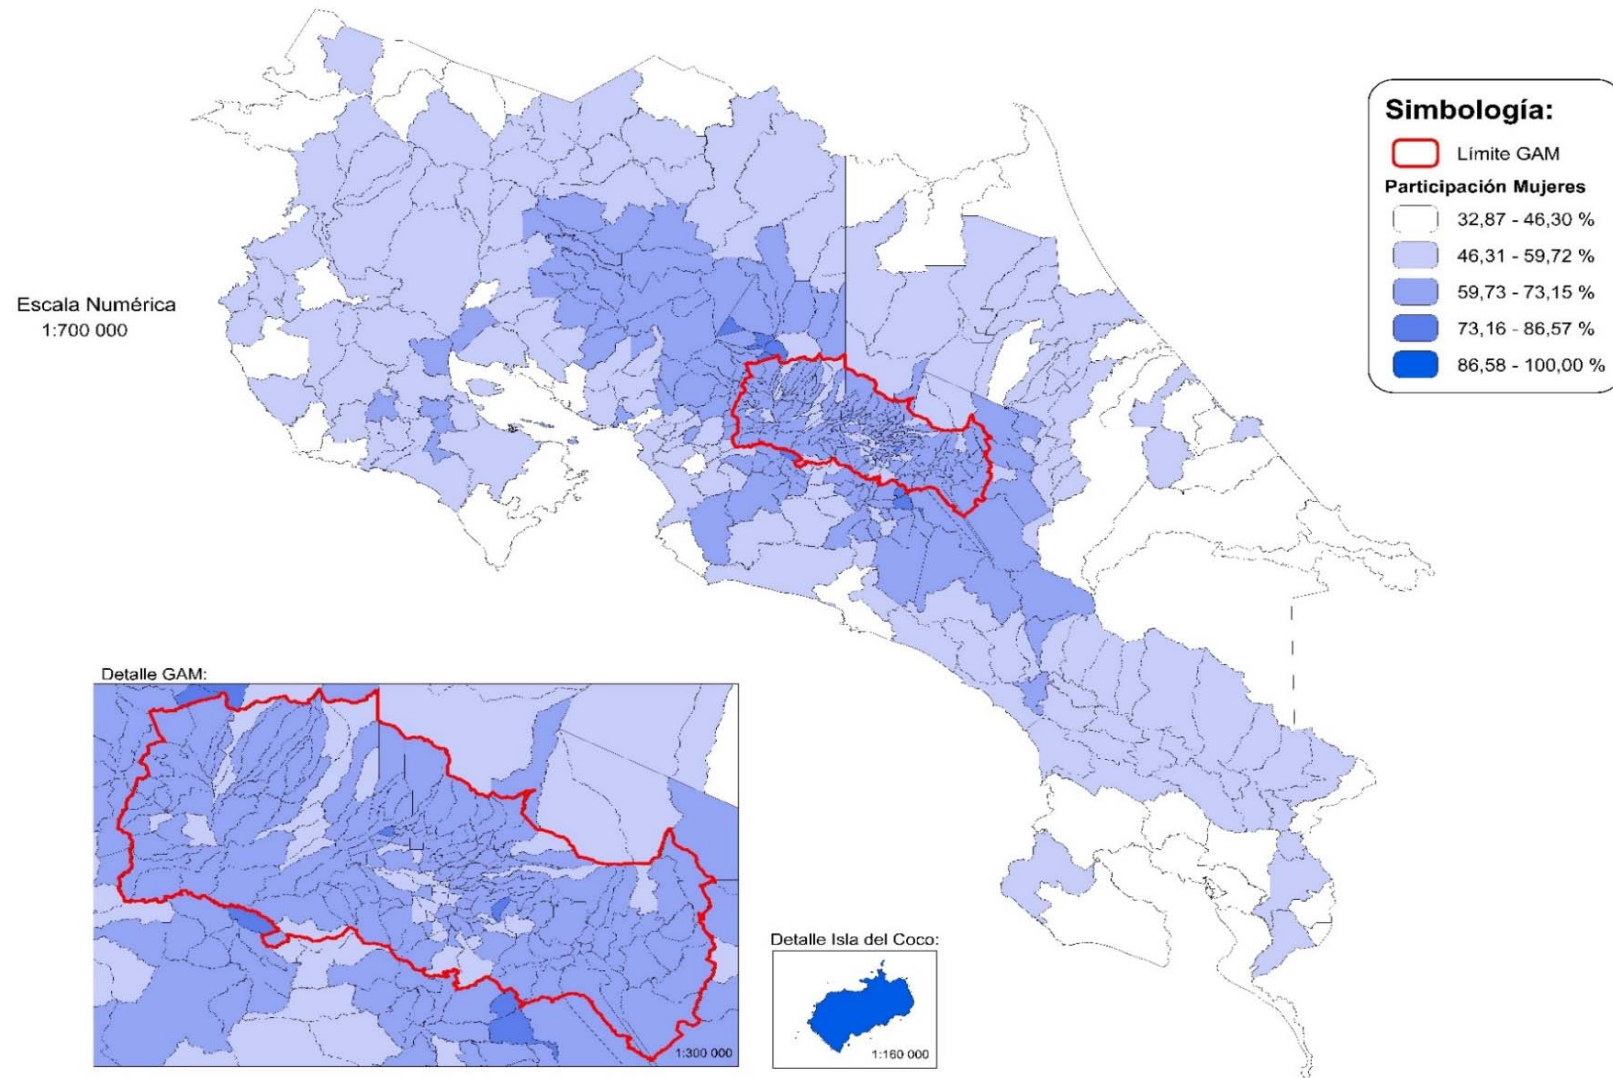 Simbología:
Límite GAM
Participación Mujeres
32,87 - 46,30 %
46,31 - 59,72 %
59,73 - 73,15 %
73,16 - 86,57 %
86,58 - 100,00 %
Escala Numérica
1:700 000
Detalle GAM:
1:300 000
Detalle Isla del Coco:
1:160 000